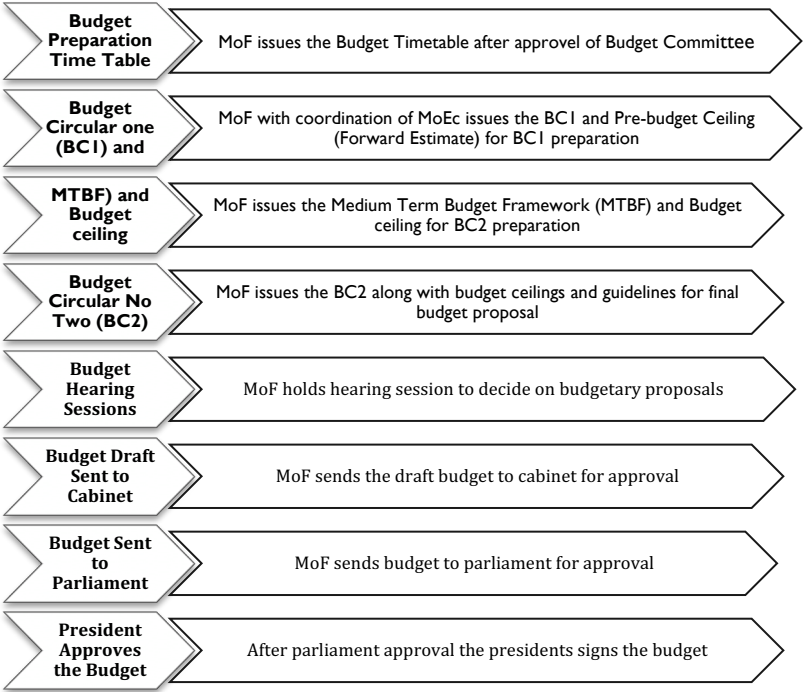 Budget
Preparation
Time Table
MoF issues the Budget Timetable after approvel of Budget Committee
Budget
Circular one
(BC1) and
MoF with coordination of MoEc issues the BC1 and Pre-budget Ceiling
(Forward Estimate) for BC1 preparation
MTBF) and
Budget
ceiling
MoF issues the Medium Term Budget Framework (MTBF) and Budget
ceiling for BC2 preparation
Budget
Circular No
Two (BC2)
MoF issues the BC2 along with budget ceilings and guidelines for final
budget proposal
Budget
Hearing
Sessions
MoF holds hearing session to decide on budgetary proposals
Budget Draft
Sent to
Cabinet
MoF sends the draft budget to cabinet for approval
Budget Sent
to
Parliament
MoF sends budget to parliament for approval
President
Approves
the Budget
After parliament approval the presidents signs the budget